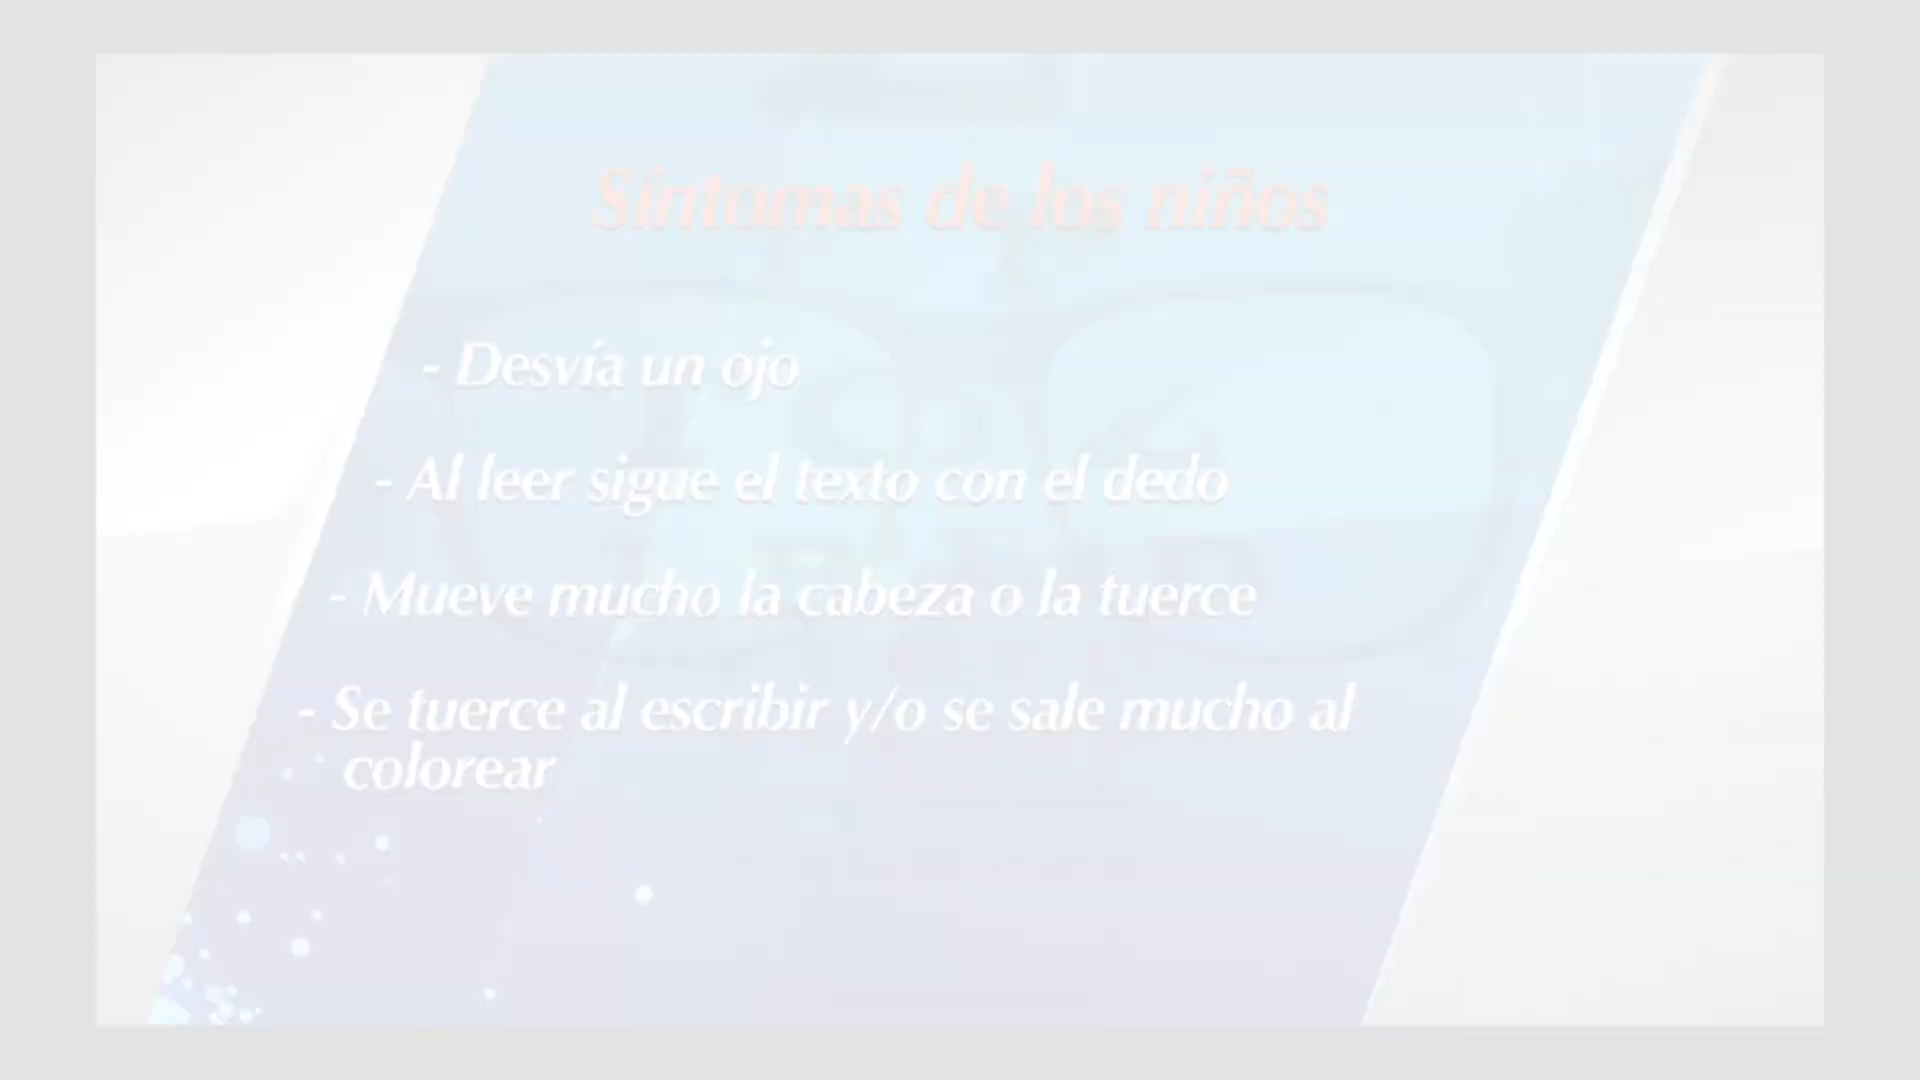 Síntomas de los niños
- Desvía un ojo
- Al leer sigue el texto con el dedo
- Mueve mucho la cabeza o la tuerce
- Se tuerce al escribir y/o se sale mucho al
colorear